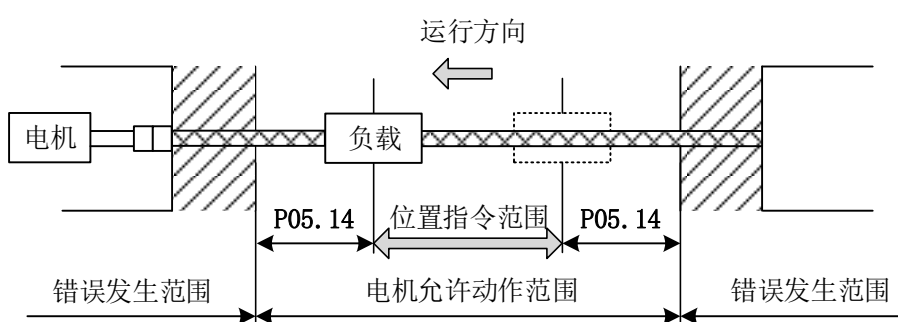 运行方向
电机
负载
P05.14
位置指令范围
P05.14
错误发生范围
电机允许动作范围
错误发生范围